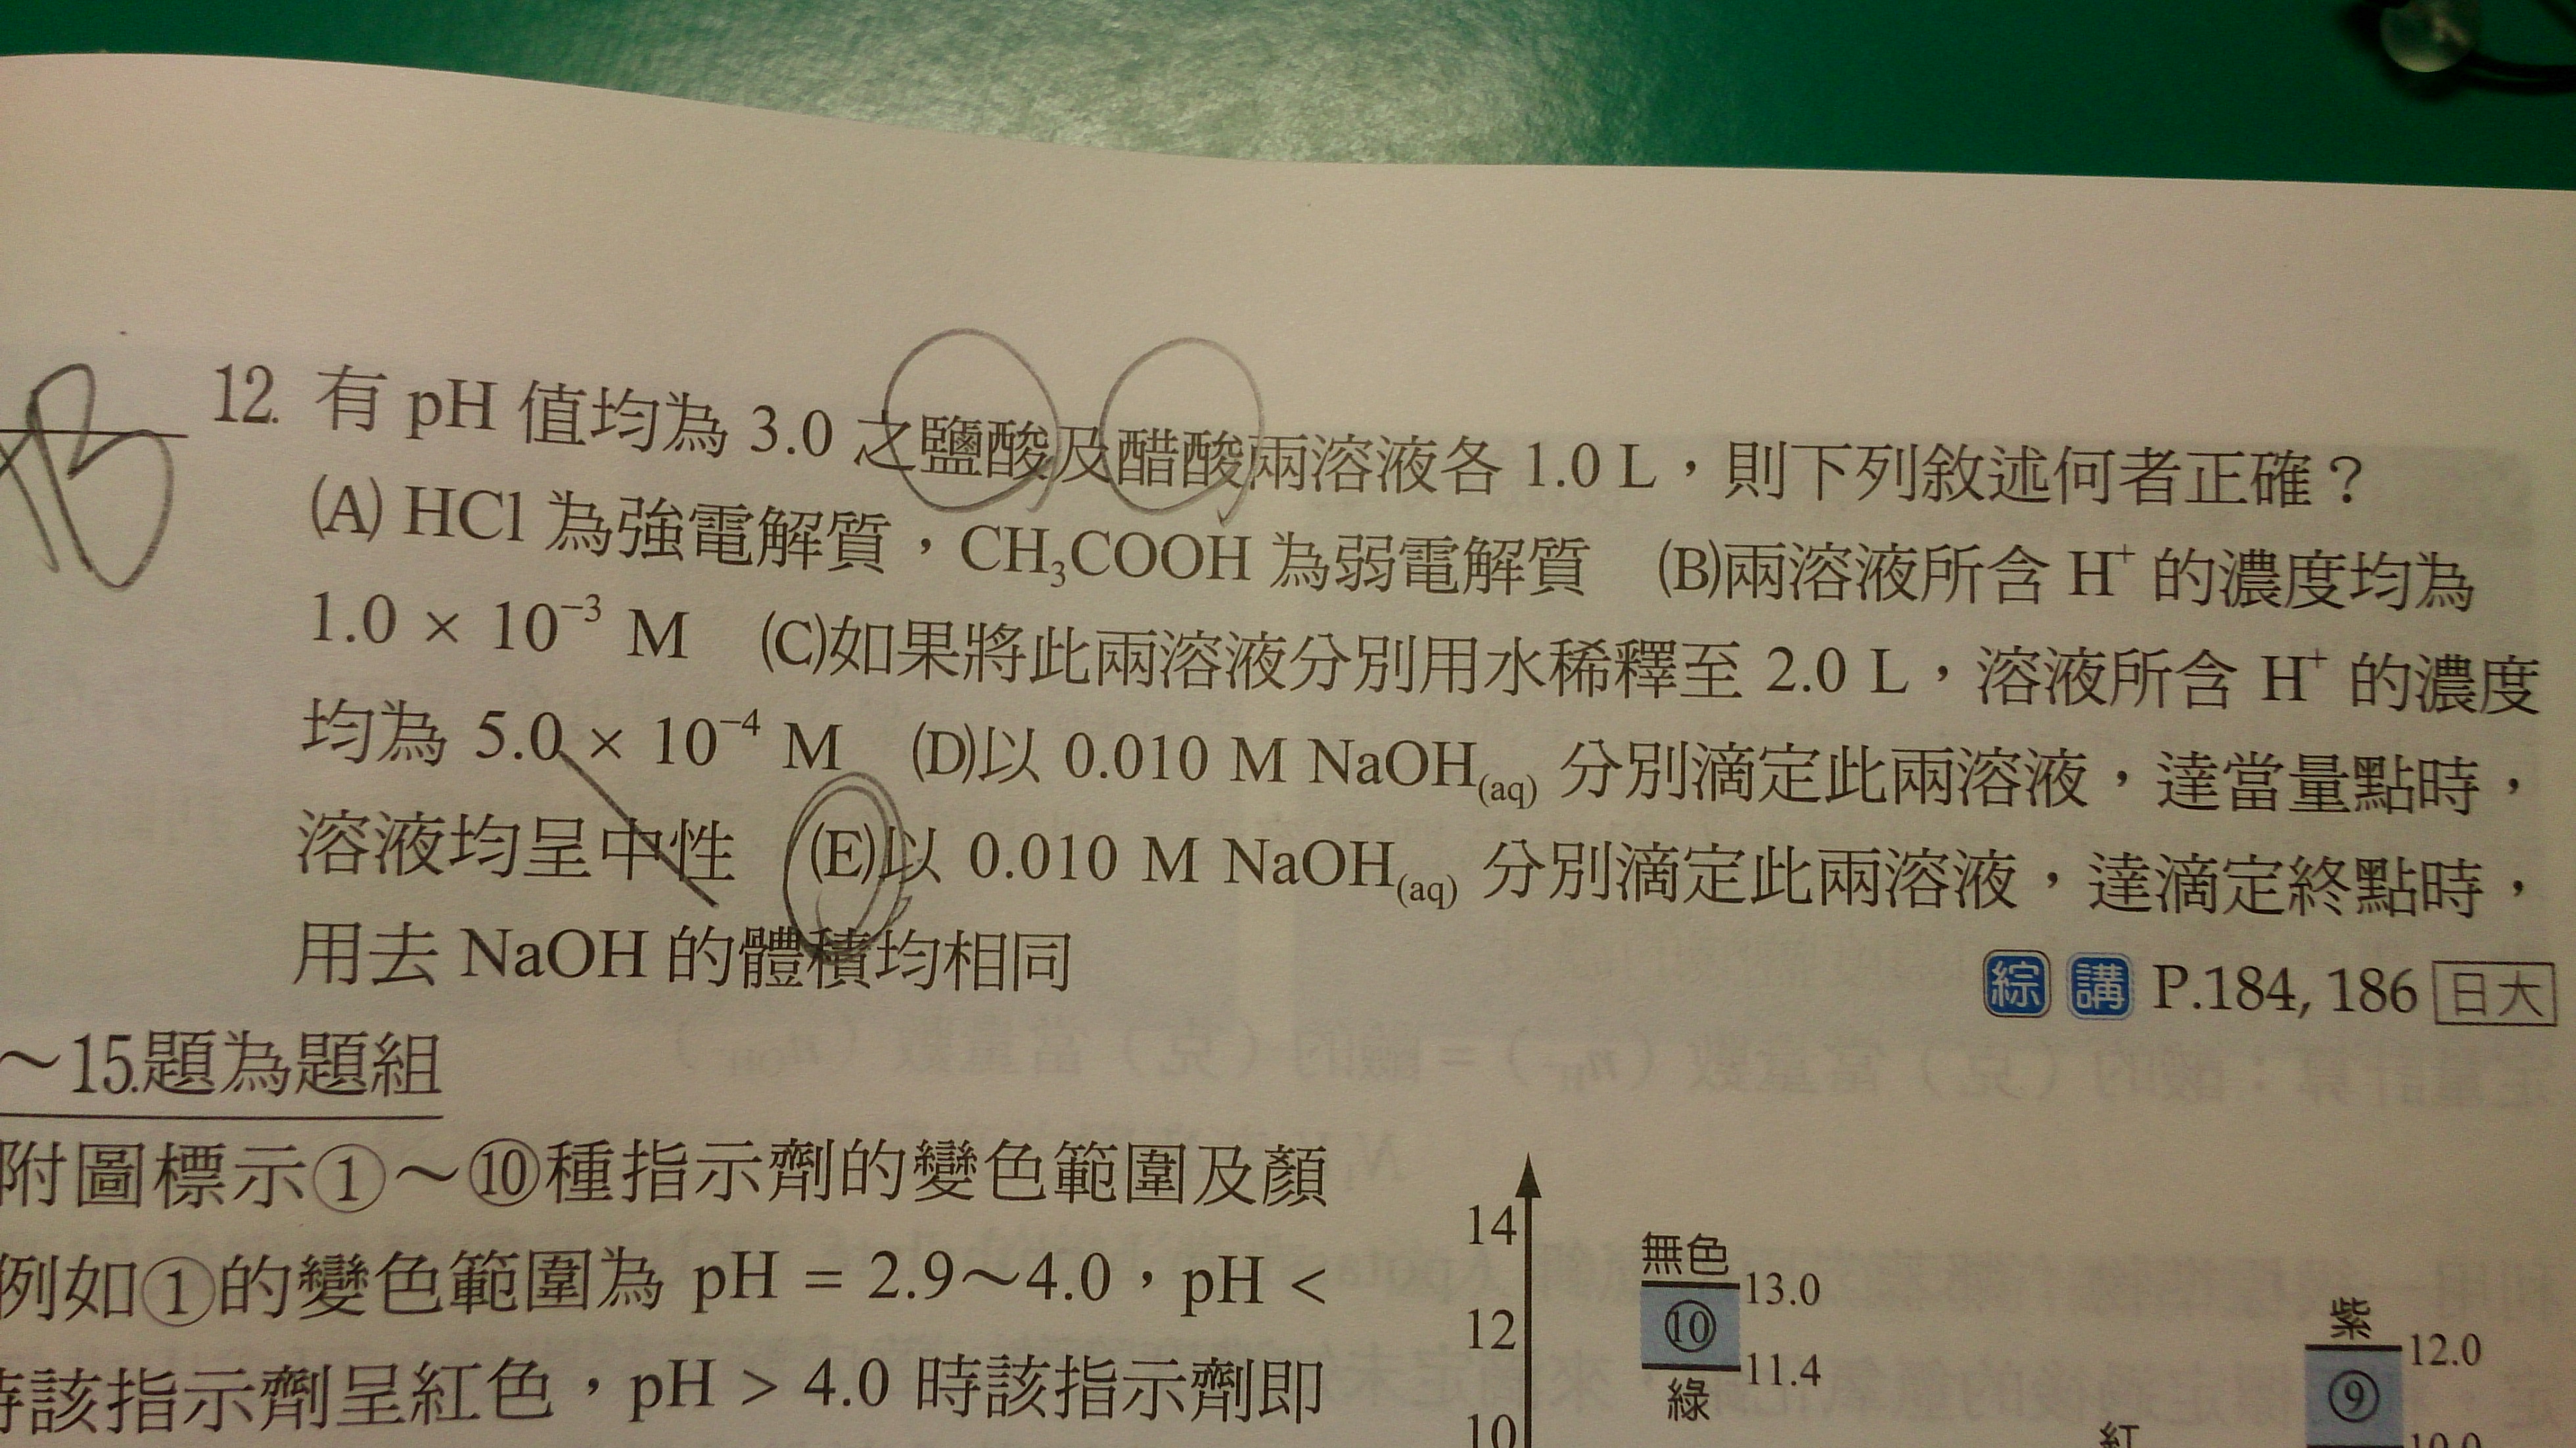 12. 有 pH 值均為 3.0 之鹽酸及醋酸兩溶液各 1.0 L，則下列敘述何者正確？
(A) HCl 為強電解質，CH₃COOH 為弱電解質　(B)兩溶液所含 H⁺ 的濃度均為
1.0 × 10⁻³ M　(C)如果將此兩溶液分別用水稀釋至 2.0 L，溶液所含 H⁺ 的濃度
均為 5.0 × 10⁻⁴ M　(D)以 0.010 M NaOH(aq) 分別滴定此兩溶液，達當量點時，
溶液均呈中性　(E)以 0.010 M NaOH(aq) 分別滴定此兩溶液，達滴定終點時，
用去 NaOH 的體積均相同
綜 講 P.184, 186 日大
～15.題為題組
附圖標示①～⑩種指示劑的變色範圍及顏
例如①的變色範圍為 pH = 2.9～4.0，pH <
時該指示劑呈紅色，pH > 4.0 時該指示劑即
14
無色
13.0
⑩
12
11.4
綠
紫
12.0
⑨
10
紅
10.0